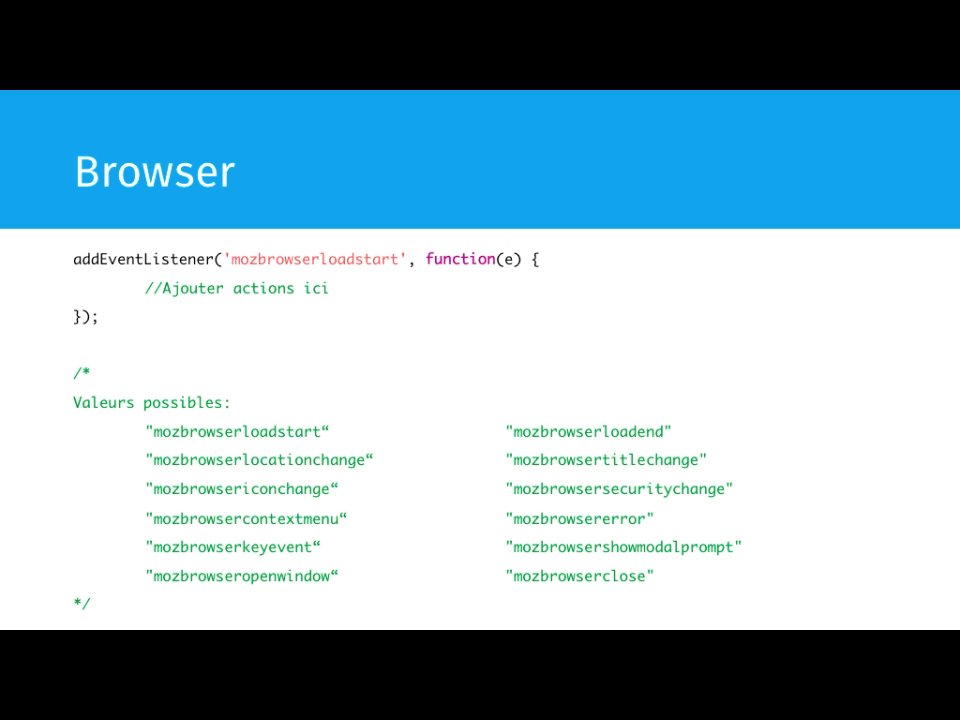 Browser
addEventListener('mozbrowserloadstart', function(e) {
//Ajouter actions ici
});
/*
Valeurs possibles:
"mozbrowserloadstart“ "mozbrowserloadend"
"mozbrowserlocationchange“ "mozbrowsertitlechange"
"mozbrowsericonchange“ "mozbrowsersecuritychange"
"mozbrowsercontextmenu“ "mozbrowsererror"
"mozbrowserkeyevent“ "mozbrowsershowmodalprompt"
"mozbrowseropenwindow“ "mozbrowserclose"
*/